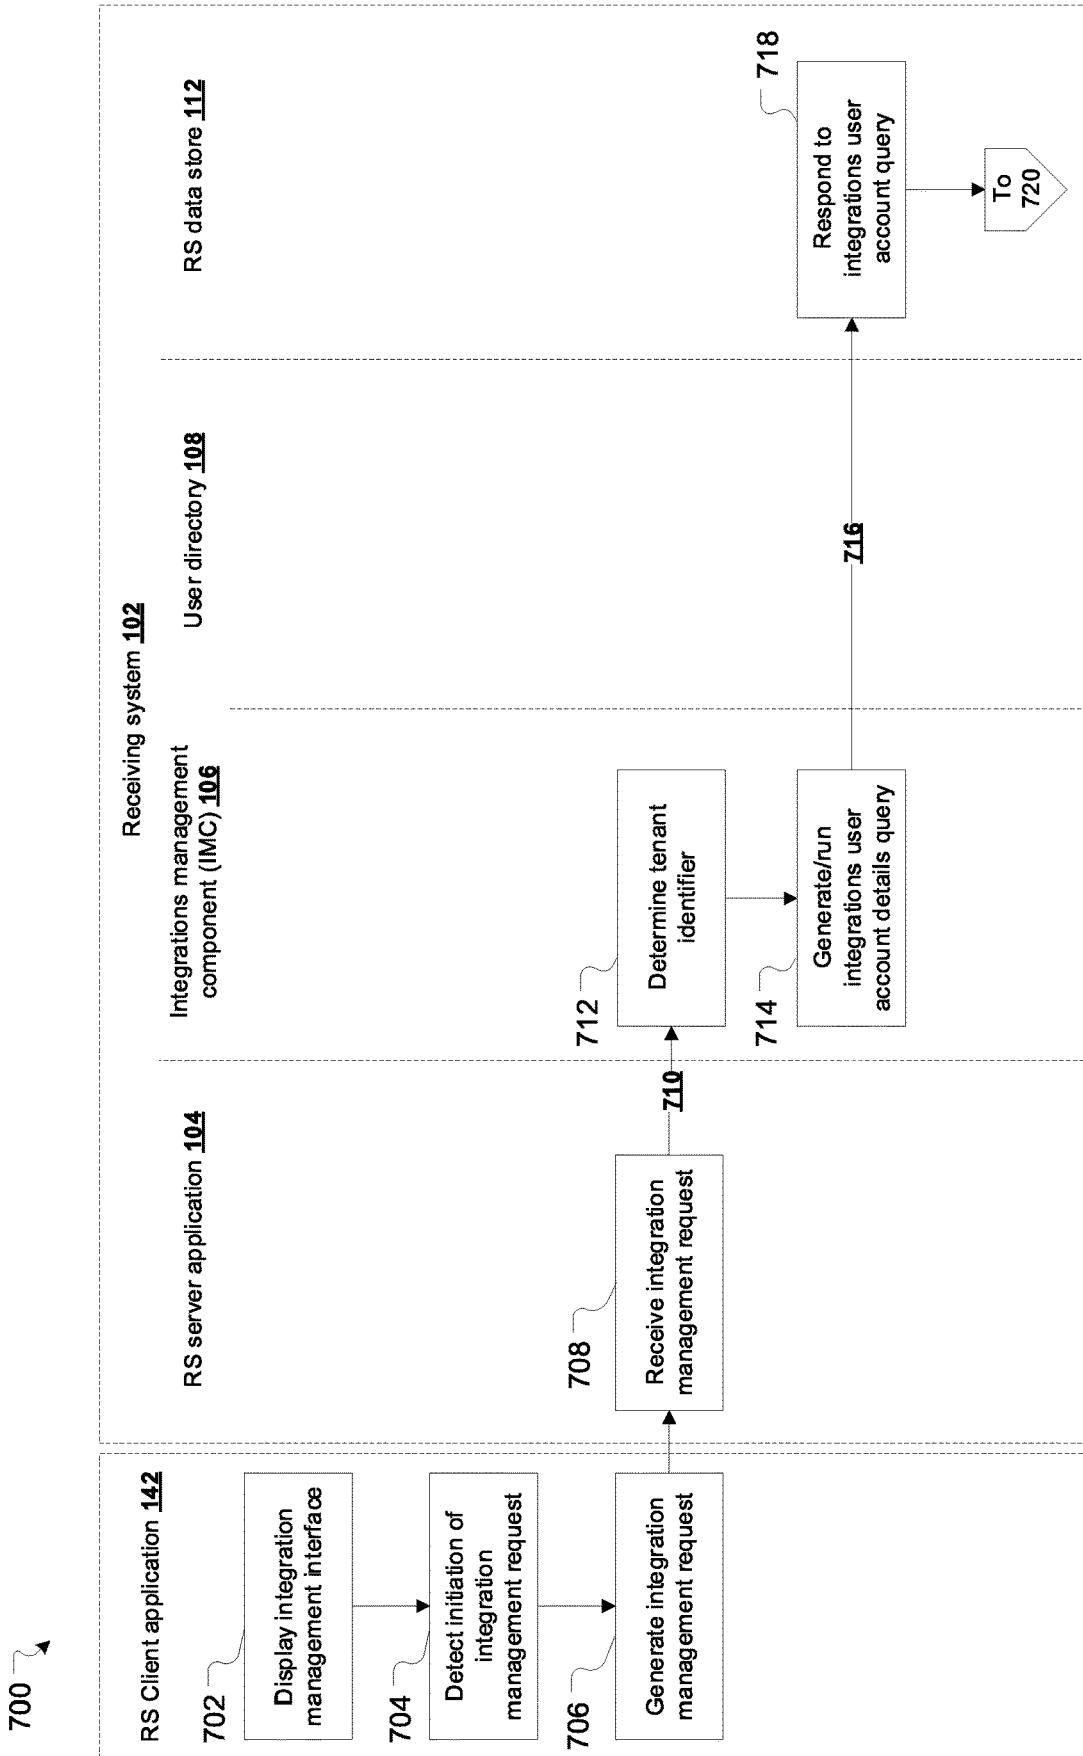 700
RS Client application 142
Receiving system 102
RS server application 104
Integrations management
component (IMC) 106
User directory 108
RS data store 112
702
Display integration
management interface
704
Detect initiation of
integration
management request
706
Generate integration
management request
708
Receive integration
management request
710
712
Determine tenant
identifier
714
Generate/run
integrations user
account details query
716
718
Respond to
integrations user
account query
To
720